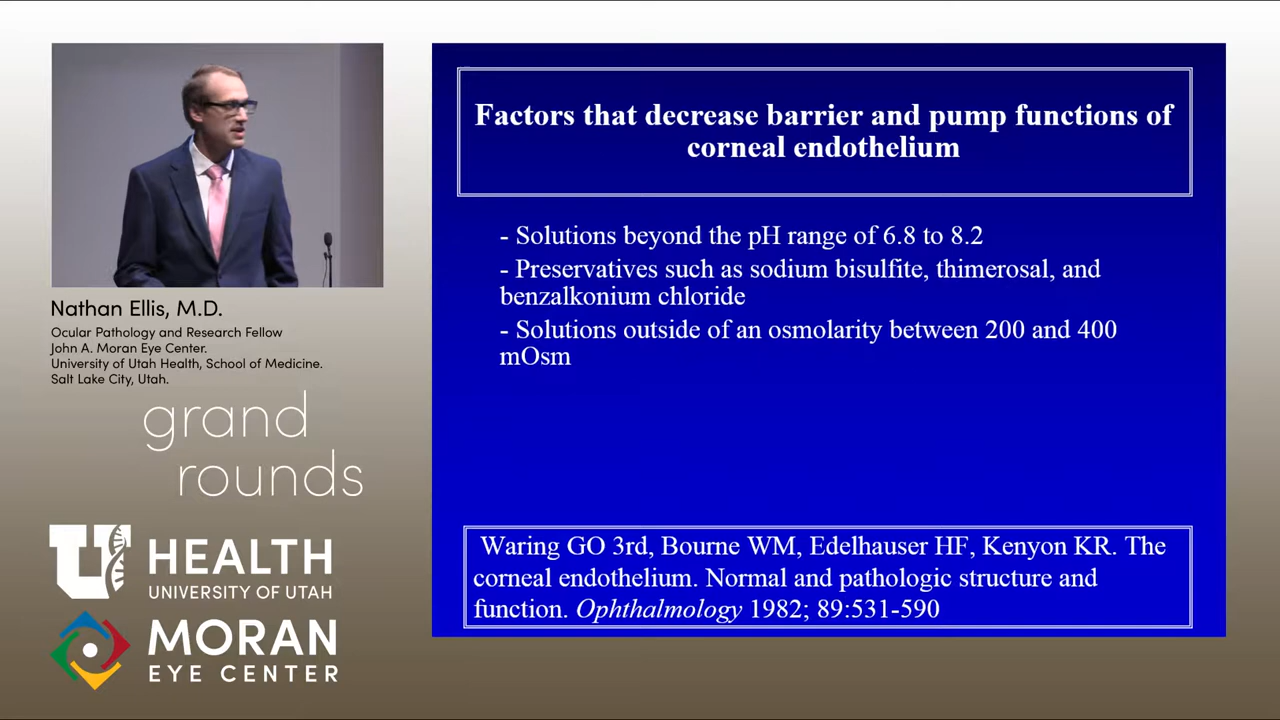 Factors that decrease barrier and pump functions of
corneal endothelium
- Solutions beyond the pH range of 6.8 to 8.2
- Preservatives such as sodium bisulfite, thimerosal, and
benzalkonium chloride
- Solutions outside of an osmolarity between 200 and 400
mOsm
Waring GO 3rd, Bourne WM, Edelhauser HF, Kenyon KR. The
corneal endothelium. Normal and pathologic structure and
function. Ophthalmology 1982; 89:531-590
Nathan Ellis, M.D.
Ocular Pathology and Research Fellow
John A. Moran Eye Center.
University of Utah Health, School of Medicine.
Salt Lake City, Utah.
grand
rounds
U HEALTH
UNIVERSITY OF UTAH
MORAN
EYE CENTER